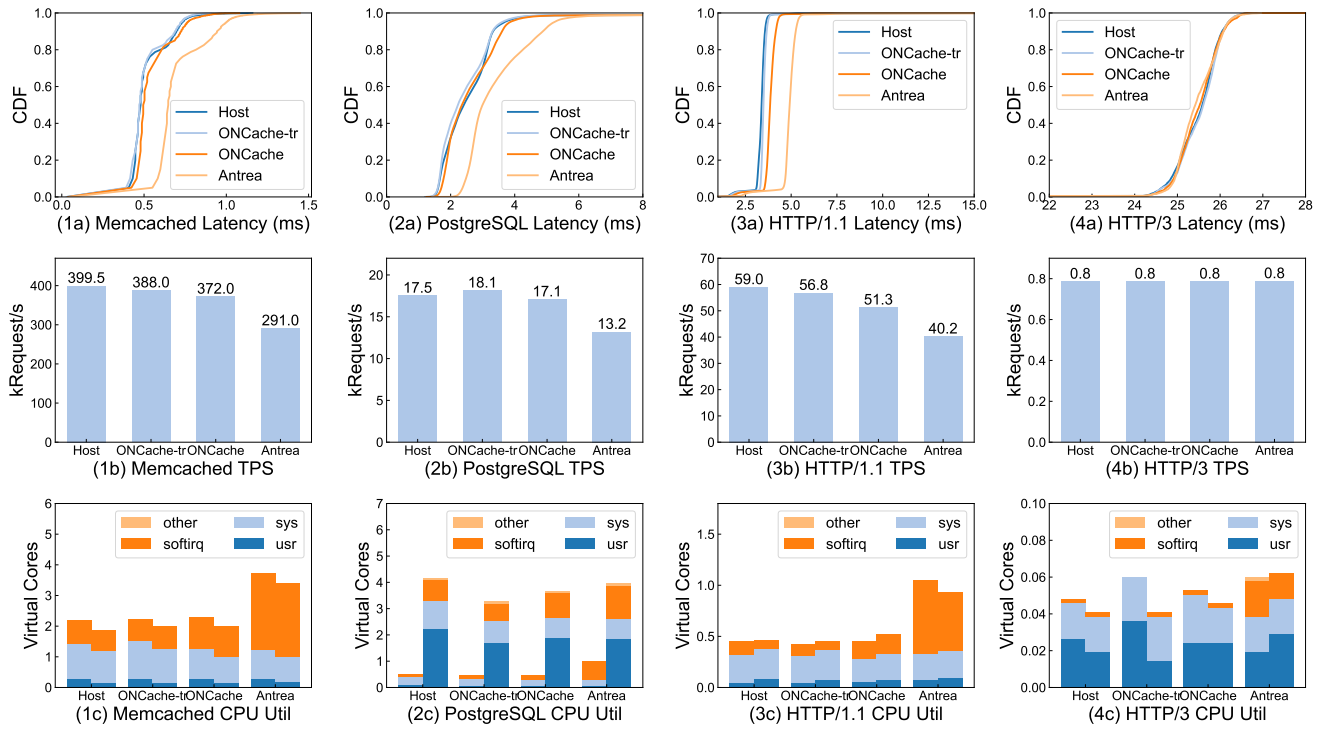 1.0
0.8
0.6
0.4
0.2
0.0
CDF
Host
ONCache-tr
ONCache
Antrea
0.0 0.5 1.0 1.5
(1a) Memcached Latency (ms)
1.0
0.8
0.6
0.4
0.2
0.0
CDF
Host
ONCache-tr
ONCache
Antrea
0 2 4 6 8
(2a) PostgreSQL Latency (ms)
1.0
0.8
0.6
0.4
0.2
0.0
CDF
Host
ONCache-tr
ONCache
Antrea
2.5 5.0 7.5 10.0 12.5 15.0
(3a) HTTP/1.1 Latency (ms)
1.0
0.8
0.6
0.4
0.2
0.0
CDF
Host
ONCache-tr
ONCache
Antrea
22 23 24 25 26 27 28
(4a) HTTP/3 Latency (ms)
400
300
200
100
0
kRequest/s
399.5 388.0 372.0 291.0
Host ONCache-tr ONCache Antrea
(1b) Memcached TPS
20
15
10
5
0
kRequest/s
17.5 18.1 17.1 13.2
Host ONCache-tr ONCache Antrea
(2b) PostgreSQL TPS
70
60
50
40
30
20
10
0
kRequest/s
59.0 56.8 51.3 40.2
Host ONCache-tr ONCache Antrea
(3b) HTTP/1.1 TPS
0.8
0.6
0.4
0.2
0.0
kRequest/s
0.8 0.8 0.8 0.8
Host ONCache-tr ONCache Antrea
(4b) HTTP/3 TPS
6
5
4
3
2
1
0
Virtual Cores
other sys
softirq usr
Host ONCache-tr ONCache Antrea
(1c) Memcached CPU Util
7
6
5
4
3
2
1
0
Virtual Cores
other sys
softirq usr
Host ONCache-tr ONCache Antrea
(2c) PostgreSQL CPU Util
1.5
1.0
0.5
0.0
Virtual Cores
other sys
softirq usr
Host ONCache-tr ONCache Antrea
(3c) HTTP/1.1 CPU Util
0.10
0.08
0.06
0.04
0.02
0.00
Virtual Cores
other sys
softirq usr
Host ONCache-tr ONCache Antrea
(4c) HTTP/3 CPU Util